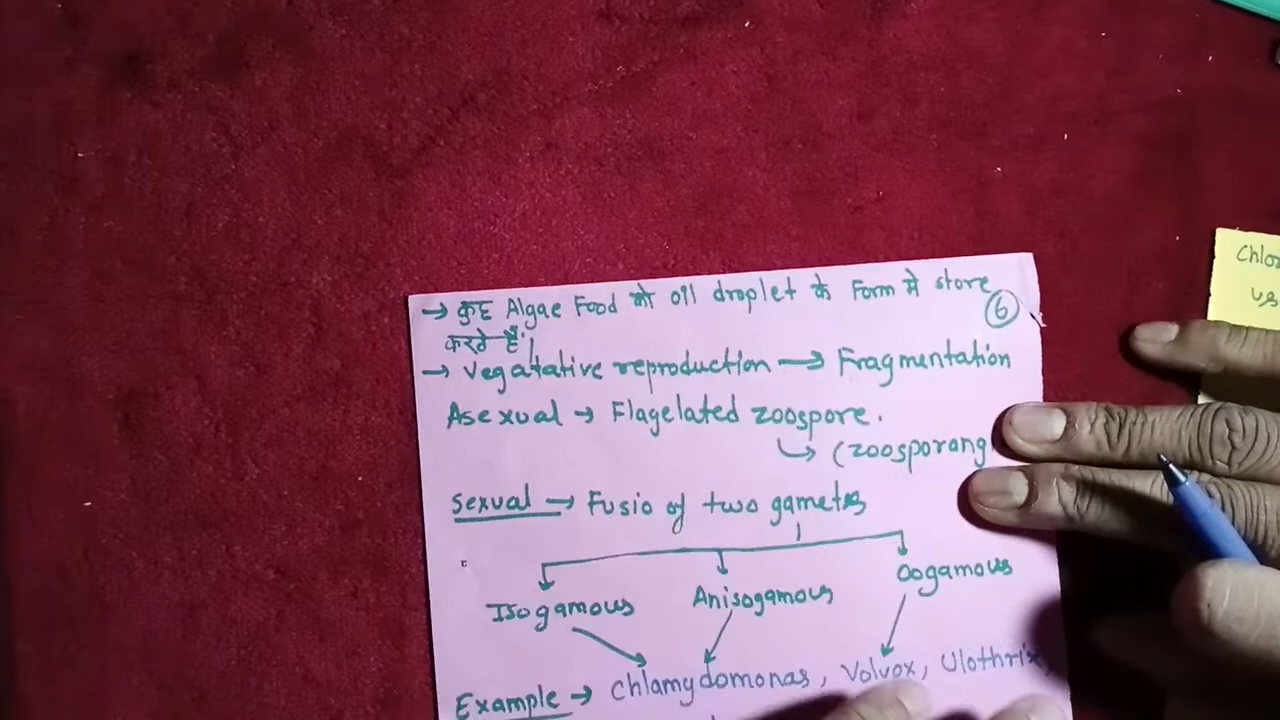 → कुछ Algae Food को oil droplet के Form में store
करते हैं। ⑥
→ Vegatative reproduction → Fragmentation
Asexual → Flagelated zoospore.
↳ (zoosporang
Sexual → Fusio of two gametes
Isogamous Anisogamous Oogamous
Example → Chlamydomonas, Volvox, Ulothrix,